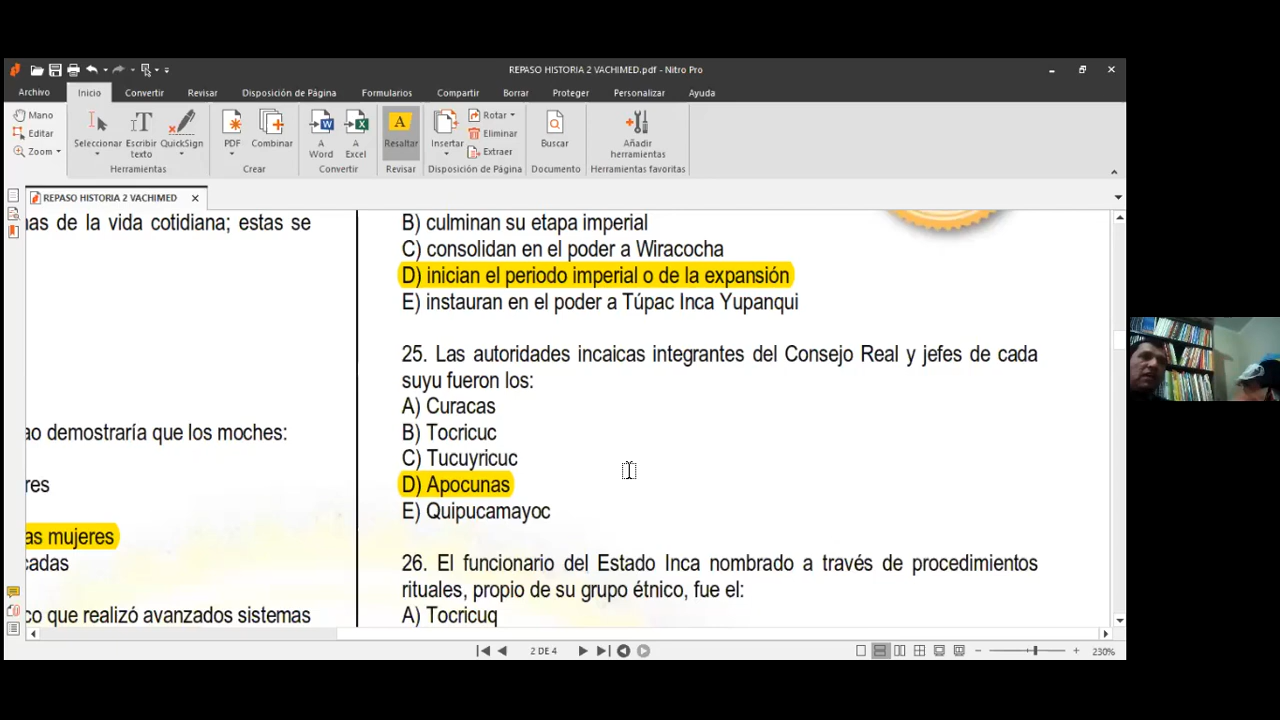 REPASO HISTORIA 2 VACHIMED.pdf - Nitro Pro
Archivo Inicio Convertir Revisar Disposición de Página Formularios Compartir Borrar Proteger Personalizar Ayuda
Mano
Editar
Zoom
Seleccionar
Escribir texto
QuickSign
Herramientas
PDF
Combinar
Crear
A Word
A Excel
Convertir
Resaltar
Revisar
Insertar
Rotar
Eliminar
Extraer
Disposición de Página
Buscar
Documento
Añadir herramientas
Herramientas favoritas
REPASO HISTORIA 2 VACHIMED
nas de la vida cotidiana; estas se
ao demostraría que los moches:
res
as mujeres
cadas
co que realizó avanzados sistemas
B) culminan su etapa imperial
C) consolidan en el poder a Wiracocha
D) inician el periodo imperial o de la expansión
E) instauran en el poder a Túpac Inca Yupanqui
25. Las autoridades incaicas integrantes del Consejo Real y jefes de cada
suyu fueron los:
A) Curacas
B) Tocricuc
C) Tucuyricuc
D) Apocunas
E) Quipucamayoc
26. El funcionario del Estado Inca nombrado a través de procedimientos
rituales, propio de su grupo étnico, fue el:
A) Tocricuq
2 DE 4
230%